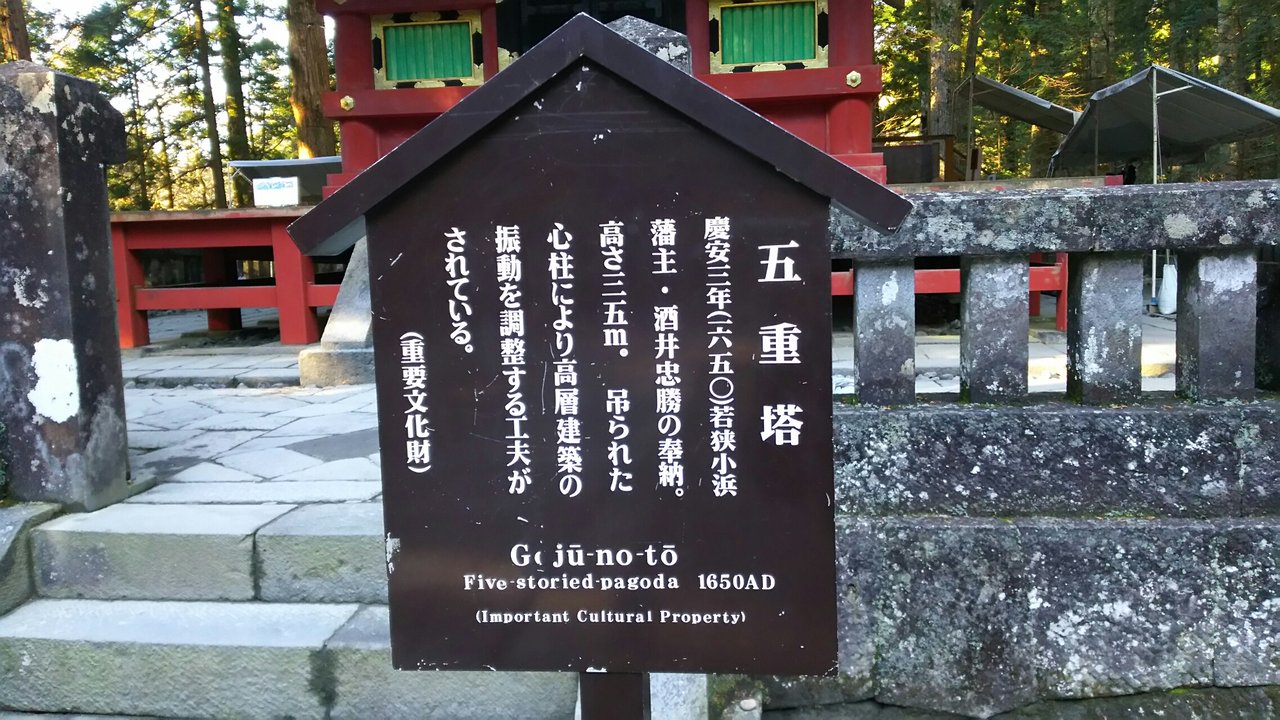 五重塔
慶安三年(一六五〇)若狭小浜
藩主・酒井忠勝の奉納。
高さ三五m。 吊られた
心柱により高層建築の
振動を調整する工夫が
されている。
(重要文化財)
Gojū-no-tō
Five-storied-pagoda 1650AD
(Important Cultural Property)